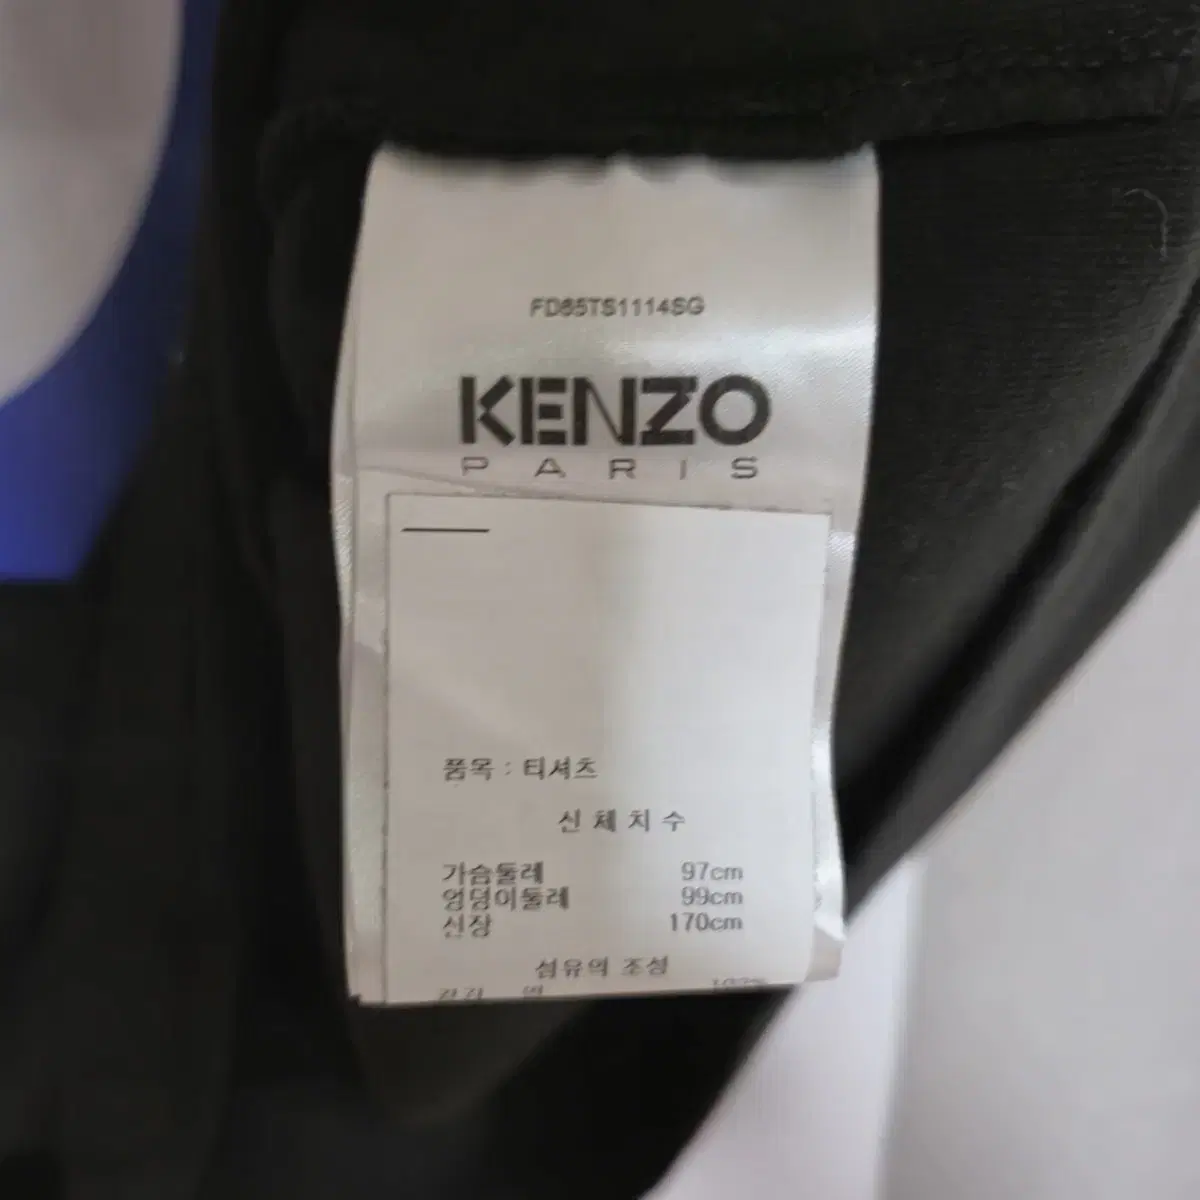 FD65TS1114SG
KENZO
PARIS
품목 : 티셔츠
신체치수
가슴둘레 97cm
엉덩이둘레 99cm
신장 170cm
섬유의 조성